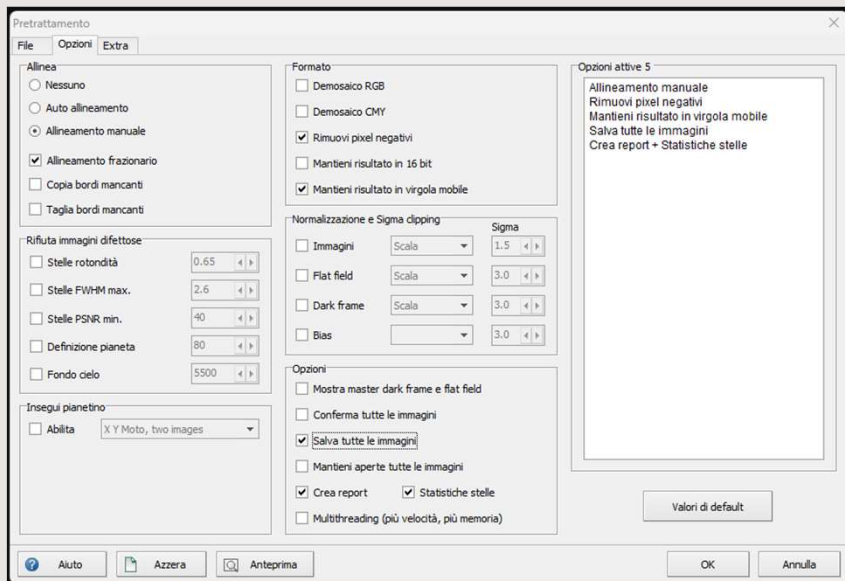 Pretrattamento
File Opzioni Extra
Allinea
Nessuno
Auto allineamento
Allineamento manuale
Allineamento frazionario
Copia bordi mancanti
Taglia bordi mancanti
Rifiuta immagini difettose
Stelle rotondità 0.65
Stelle FWHM max. 2.6
Stelle PSNR min. 40
Definizione pianeta 80
Fondo cielo 5500
Insegui pianetino
Abilita X Y Moto, two images
Formato
Demosaico RGB
Demosaico CMY
Rimuovi pixel negativi
Mantieni risultato in 16 bit
Mantieni risultato in virgola mobile
Normalizzazione e Sigma clipping
Sigma
Immagini Scala 1.5
Flat field Scala 3.0
Dark frame Scala 3.0
Bias 3.0
Opzioni
Mostra master dark frame e flat field
Conferma tutte le immagini
Salva tutte le immagini
Mantieni aperte tutte le immagini
Crea report Statistiche stelle
Multithreading (più velocità, più memoria)
Opzioni attive 5
Allineamento manuale
Rimuovi pixel negativi
Mantieni risultato in virgola mobile
Salva tutte le immagini
Crea report + Statistiche stelle
Valori di default
Aiuto Azzera Anteprima OK Annulla